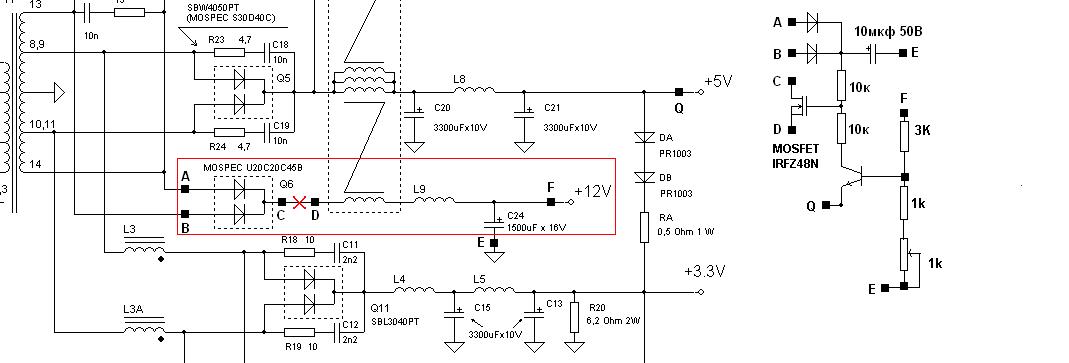 13
10n
15
SBW4050PT
(MOSPEC S30D40C)
8,9
R23 4,7
C18
10n
Q5
10,11
R24 4,7
C19
10n
14
L8
+5V
Q
C20
3300uFx10V
C21
3300uFx10V
DA
PR1003
DB
PR1003
RA
0,5 Ohm 1 W
MOSPEC U20C20C45B
A
Q6
B
C
D
L9
F
+12V
C24
1500uF x 16V
E
,3
L3
R18 10
C11
2n2
L4
L5
+3.3V
Q11
SBL3040PT
C15
3300uFx10V
C13
R20
6,2 Ohm 2W
L3A
R19 10
C12
2n2
A
10мкф 50В
B
+
E
C
10к
D
10к
MOSFET
IRFZ48N
F
3K
Q
1k
1k
E